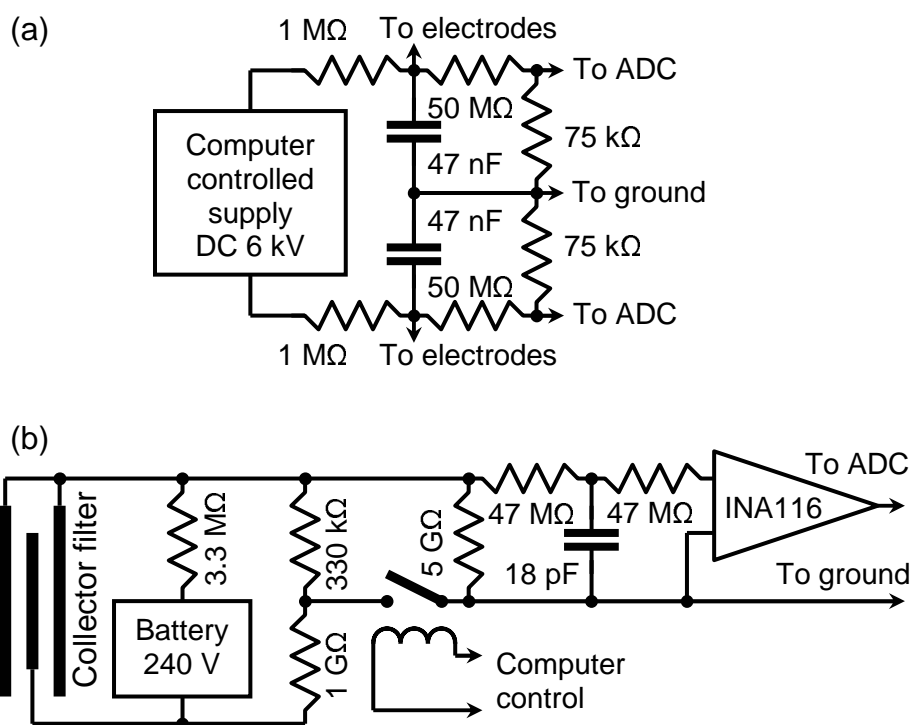 (a)
1 MΩ
To electrodes
To ADC
50 MΩ
75 kΩ
Computer
controlled
supply
DC 6 kV
47 nF
To ground
47 nF
75 kΩ
50 MΩ
To ADC
1 MΩ
To electrodes
(b)
To ADC
Collector filter
3.3 MΩ
330 kΩ
5 GΩ
47 MΩ
47 MΩ
INA116
18 pF
To ground
Battery
240 V
1 GΩ
Computer
control